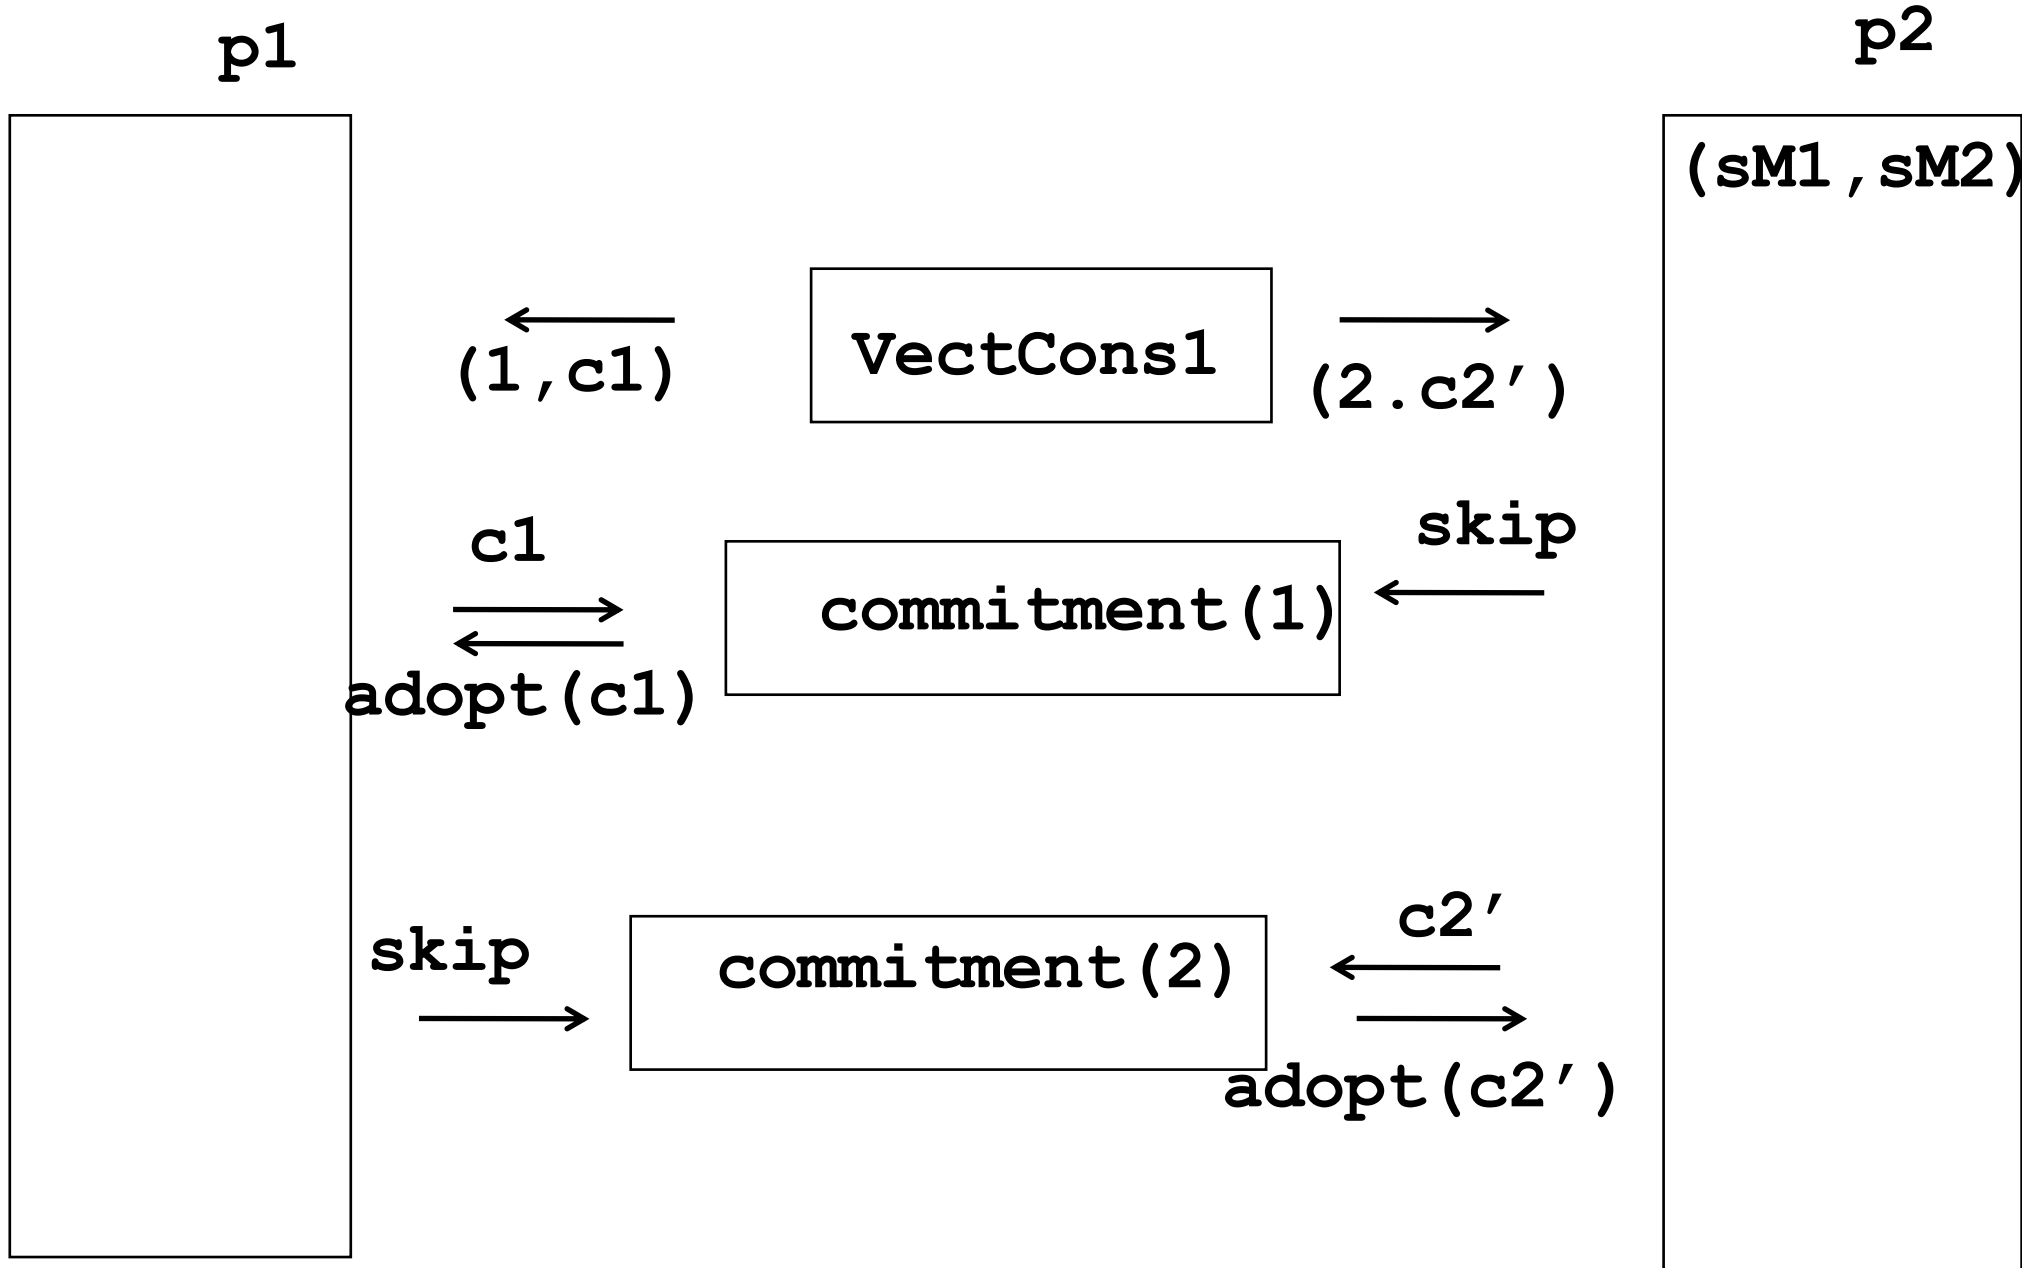 p1
p2
(sM1,sM2)
VectCons1
(1,c1)
(2.c2’)
skip
c1
commitment(1)
adopt(c1)
c2’
skip
commitment(2)
adopt(c2’)